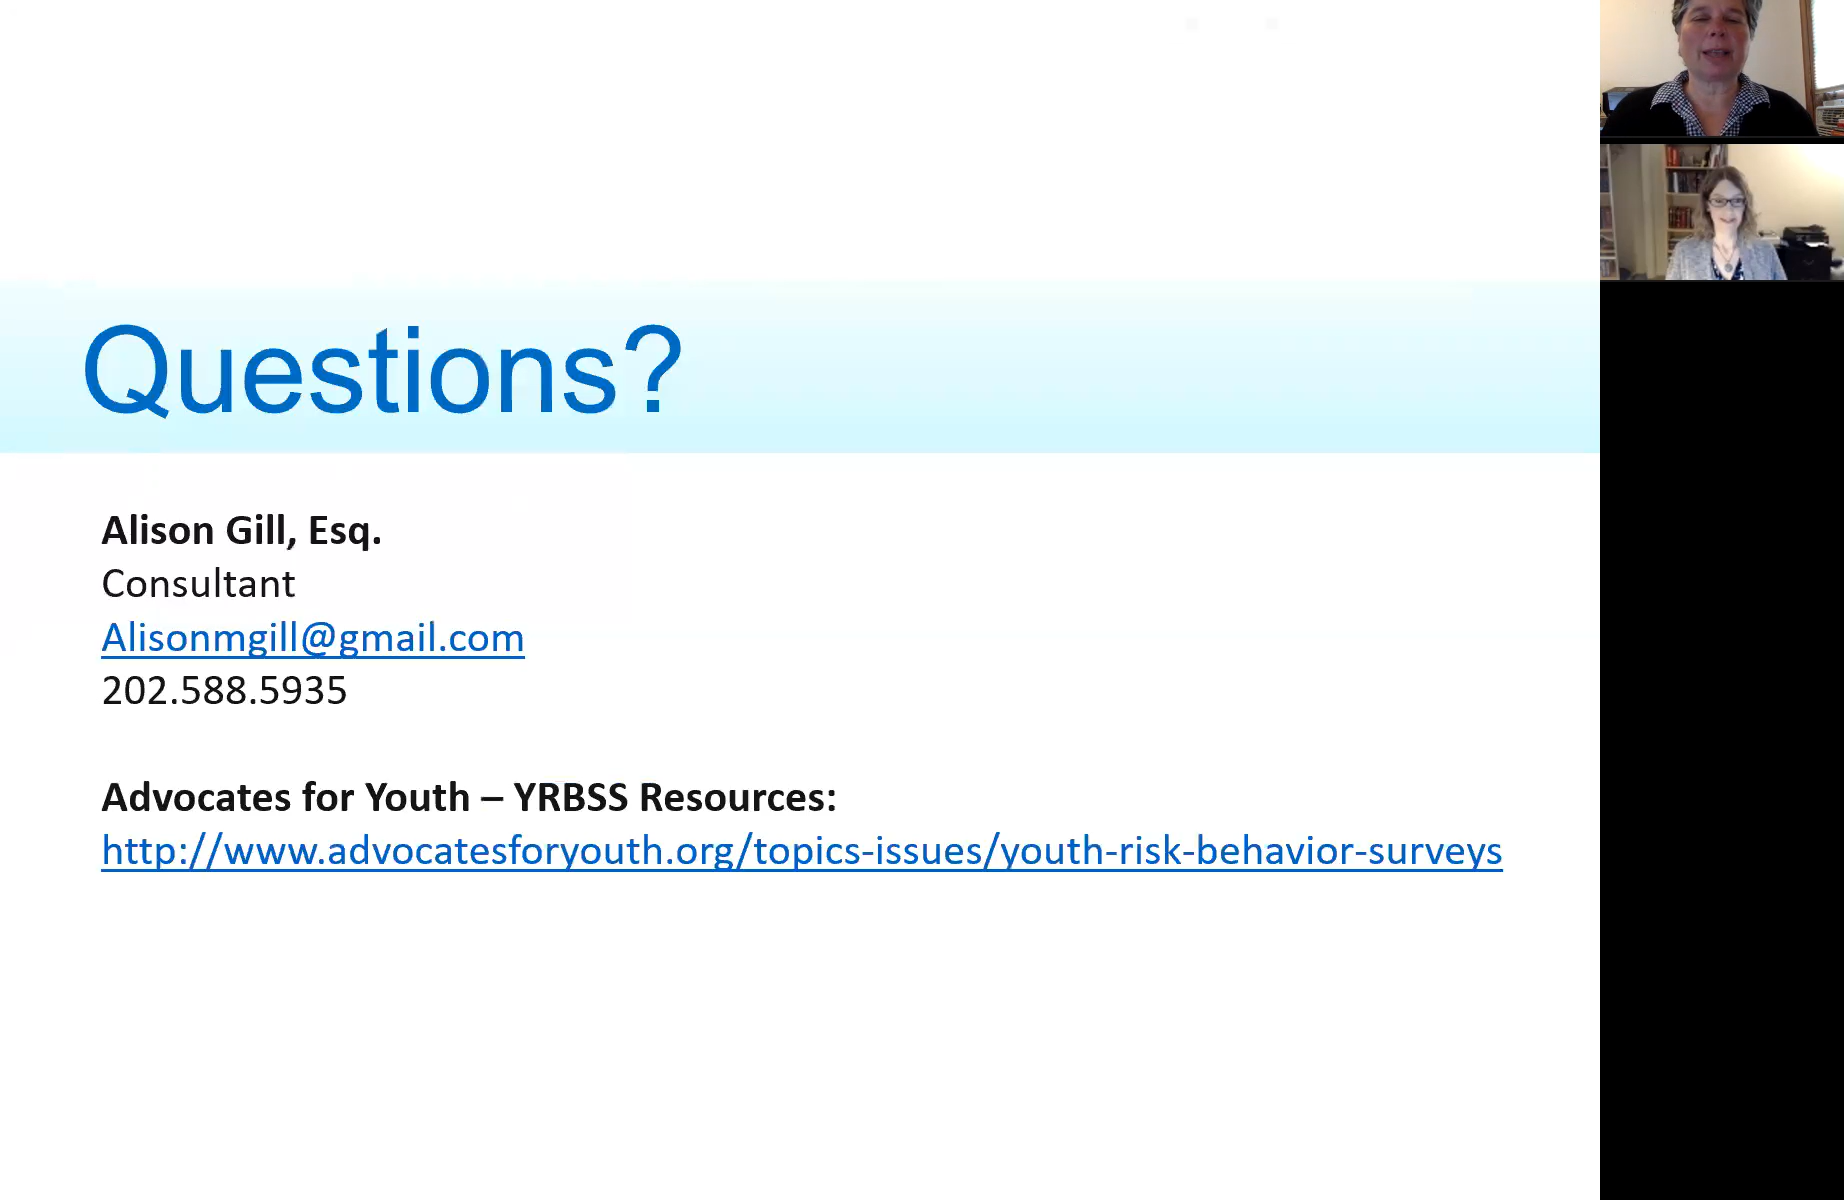 Questions?
Alison Gill, Esq.
Consultant
Alisonmgill@gmail.com
202.588.5935
Advocates for Youth – YRBSS Resources:
http://www.advocatesforyouth.org/topics-issues/youth-risk-behavior-surveys